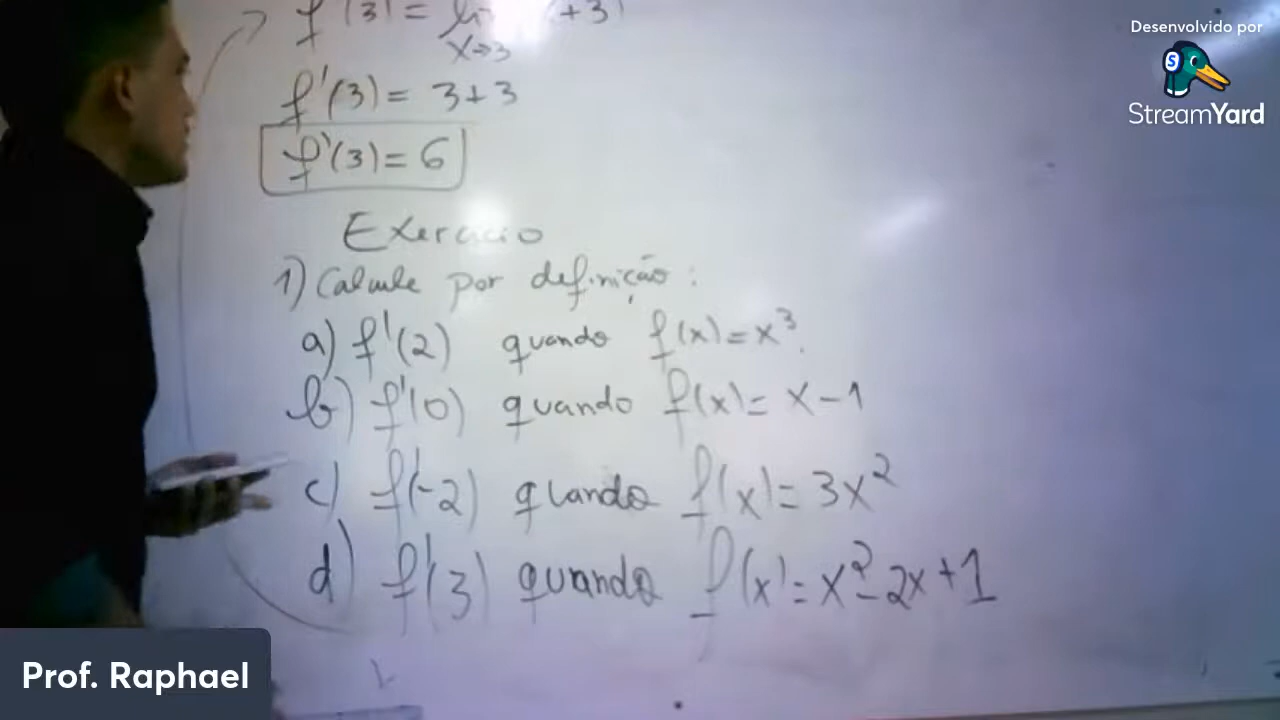 f'(3) = lim (x+3)
x→3
f'(3) = 3+3
f'(3) = 6
Exercício
1) Calcule por definição:
a) f'(2) quando f(x)=x³.
b) f'(0) quando f(x)= x-1
c) f'(-2) quando f(x)= 3x²
d) f'(3) quando f(x)= x²-2x+1
Desenvolvido por
StreamYard
Prof. Raphael